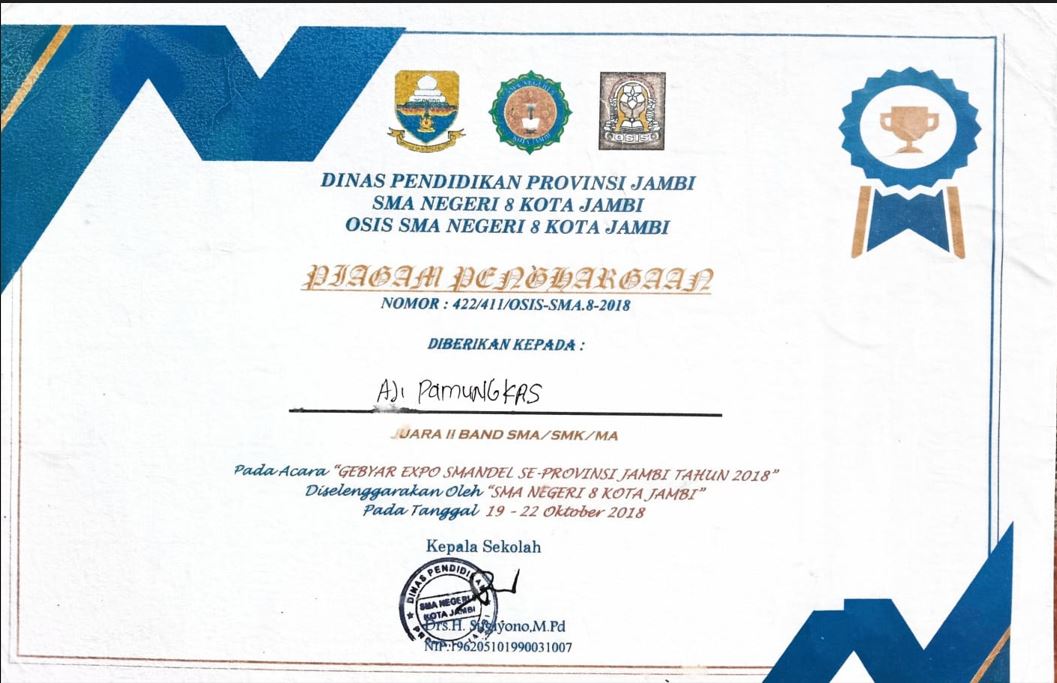 DINAS PENDIDIKAN PROVINSI JAMBI
SMA NEGERI 8 KOTA JAMBI
OSIS SMA NEGERI 8 KOTA JAMBI
PIAGAM PENGHARGAAN
NOMOR : 422/411/OSIS-SMA.8-2018
DIBERIKAN KEPADA :
AJI PamUNGKAS
JUARA II BAND SMA/SMK/MA
Pada Acara “GEBYAR EXPO SMANDEL SE-PROVINSI JAMBI TAHUN 2018”
Diselenggarakan Oleh “SMA NEGERI 8 KOTA JAMBI”
Pada Tanggal 19 - 22 Oktober 2018
Kepala Sekolah
DINAS PENDIDIKAN
SMA NEGERI
KOTA JAMBI
Drs.H. Sugiyono,M.Pd
NIP:196205101990031007